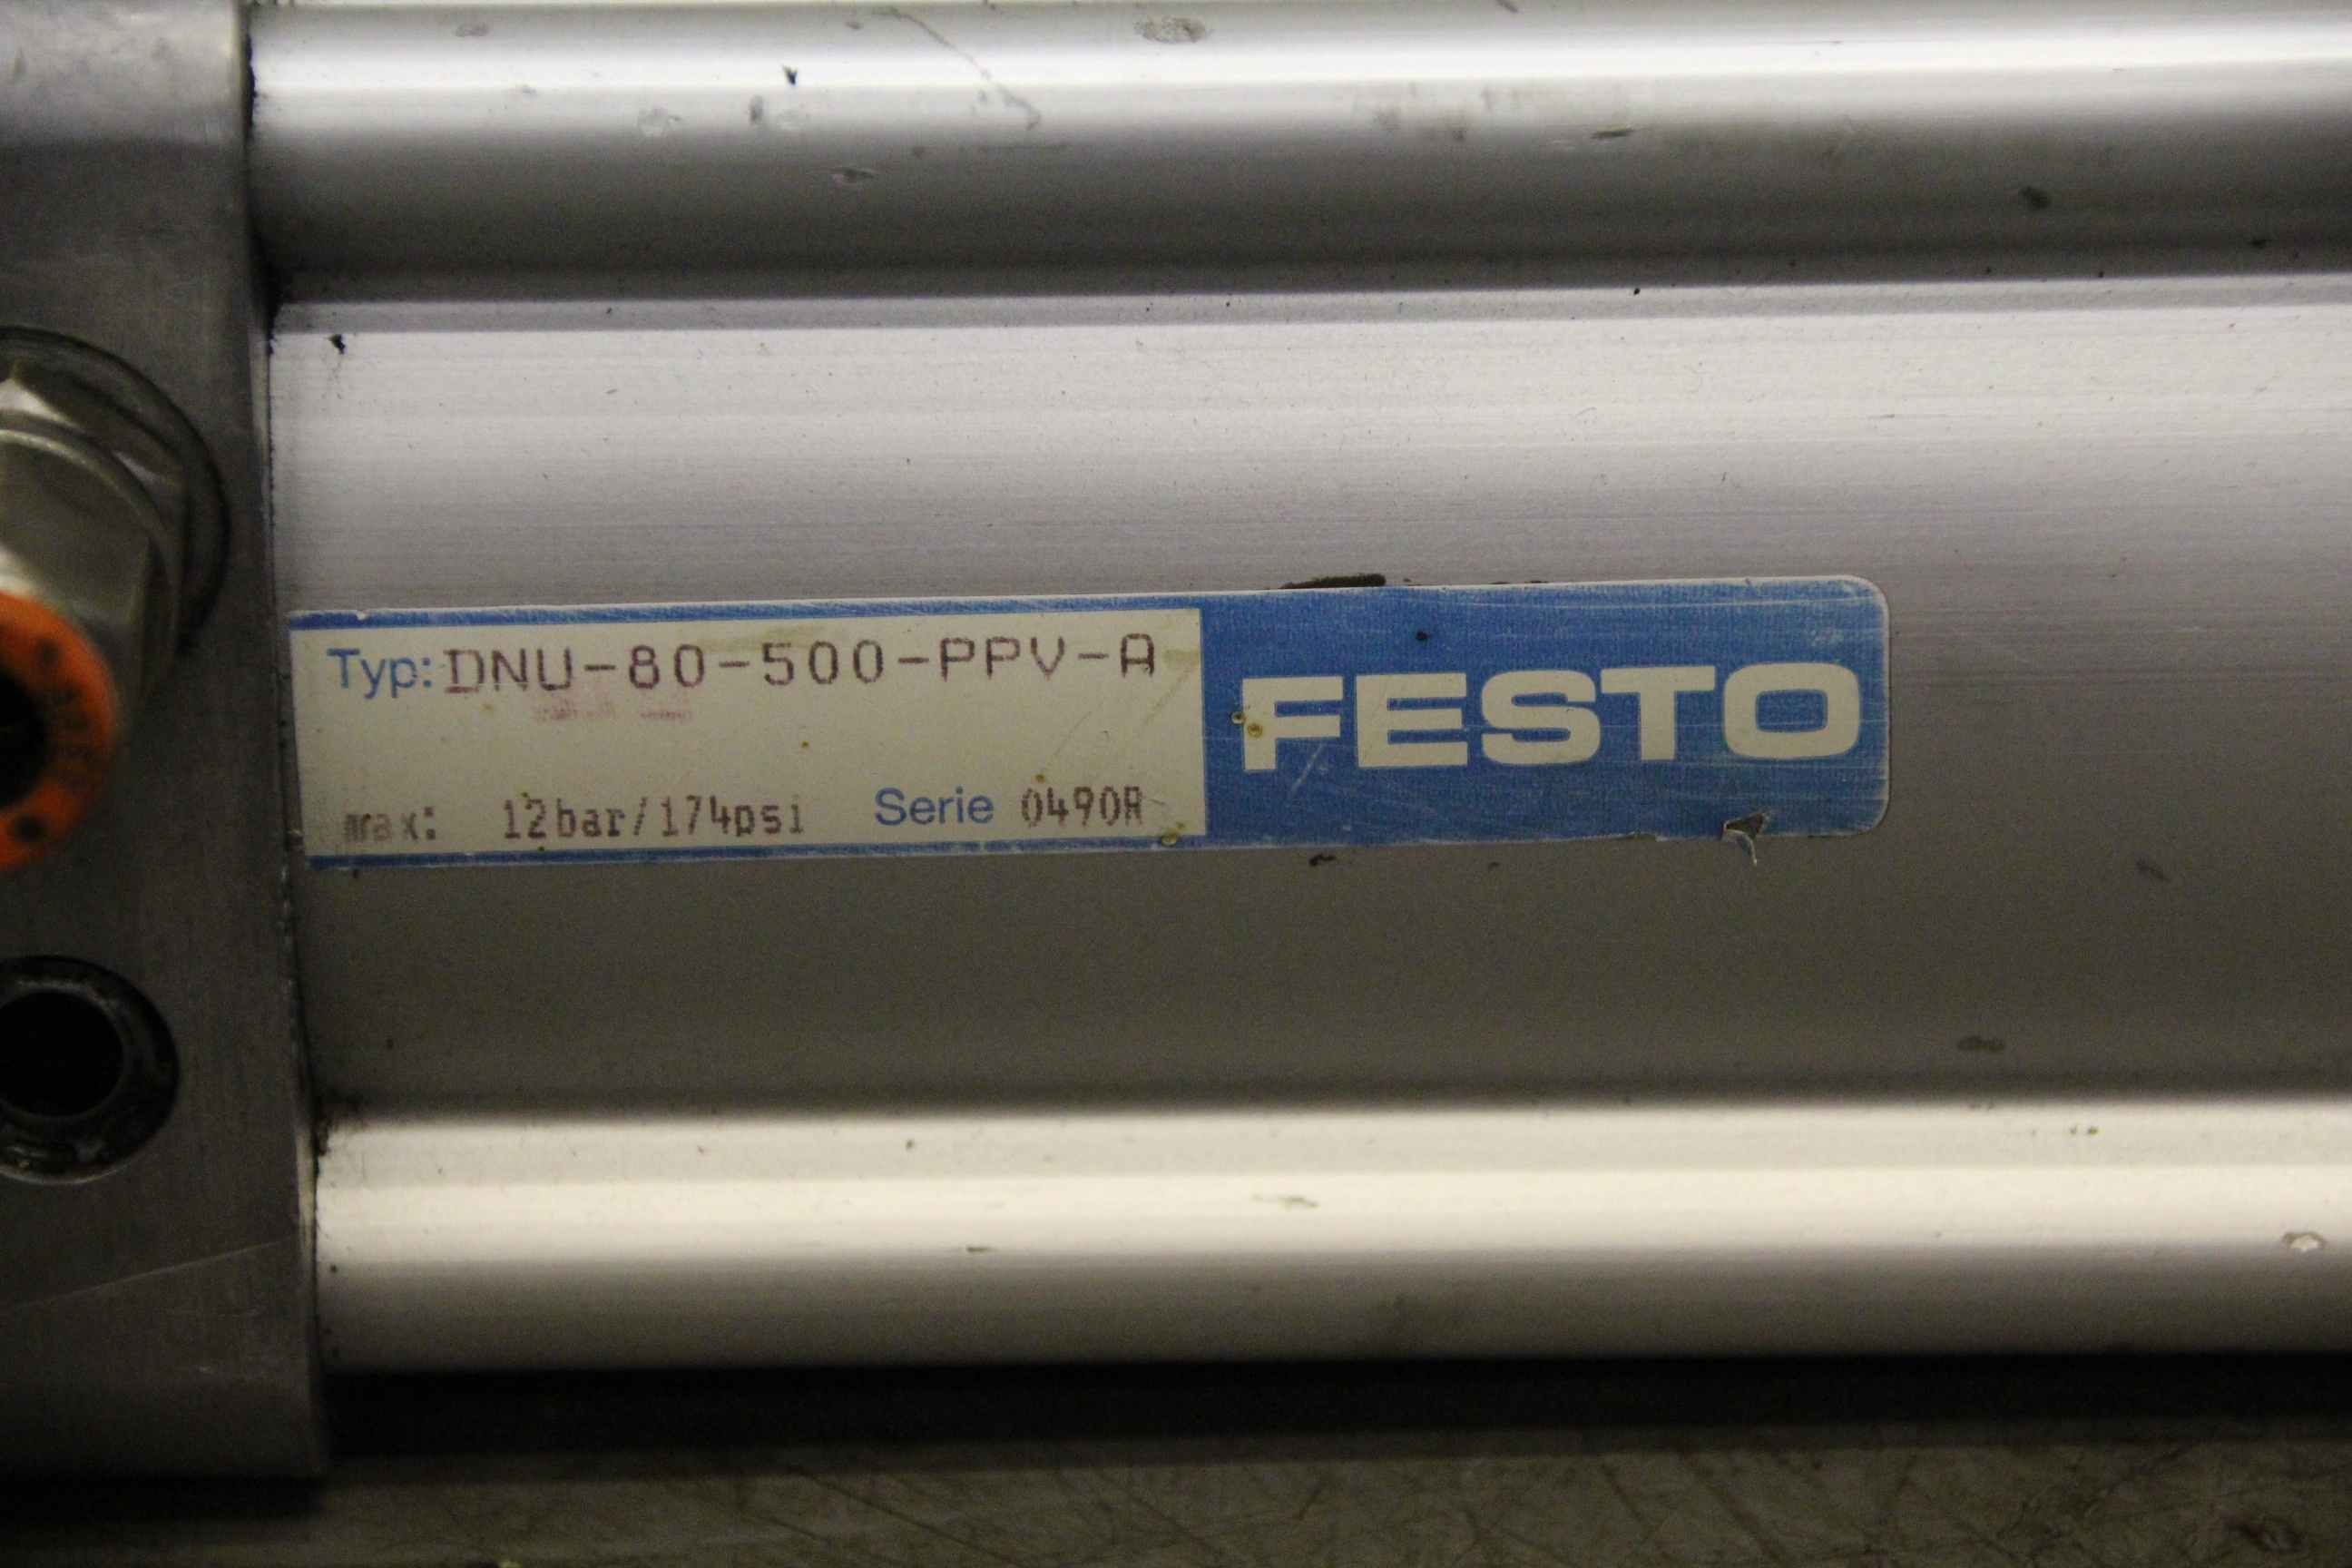 Typ: DNU-80-500-PPV-A
max: 12bar/174psi Serie 0490R
FESTO